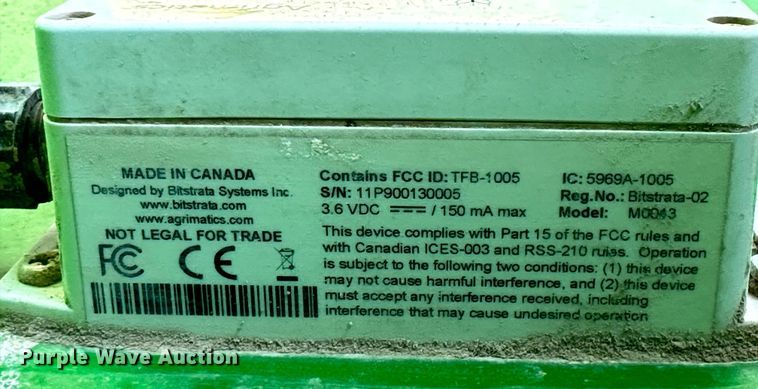 MADE IN CANADA
Designed by Bitstrata Systems Inc.
www.bitstrata.com
www.agrimatics.com
NOT LEGAL FOR TRADE
FC CE
Contains FCC ID: TFB-1005 IC: 5969A-1005
S/N: 11P900130005 Reg.No.: Bitstrata-02
3.6 VDC / 150 mA max Model: M0043
This device complies with Part 15 of the FCC rules and
with Canadian ICES-003 and RSS-210 rules. Operation
is subject to the following two conditions: (1) this device
may not cause harmful interference, and (2) this device
must accept any interference received, including
interference that may cause undesired operation
Purple Wave Auction